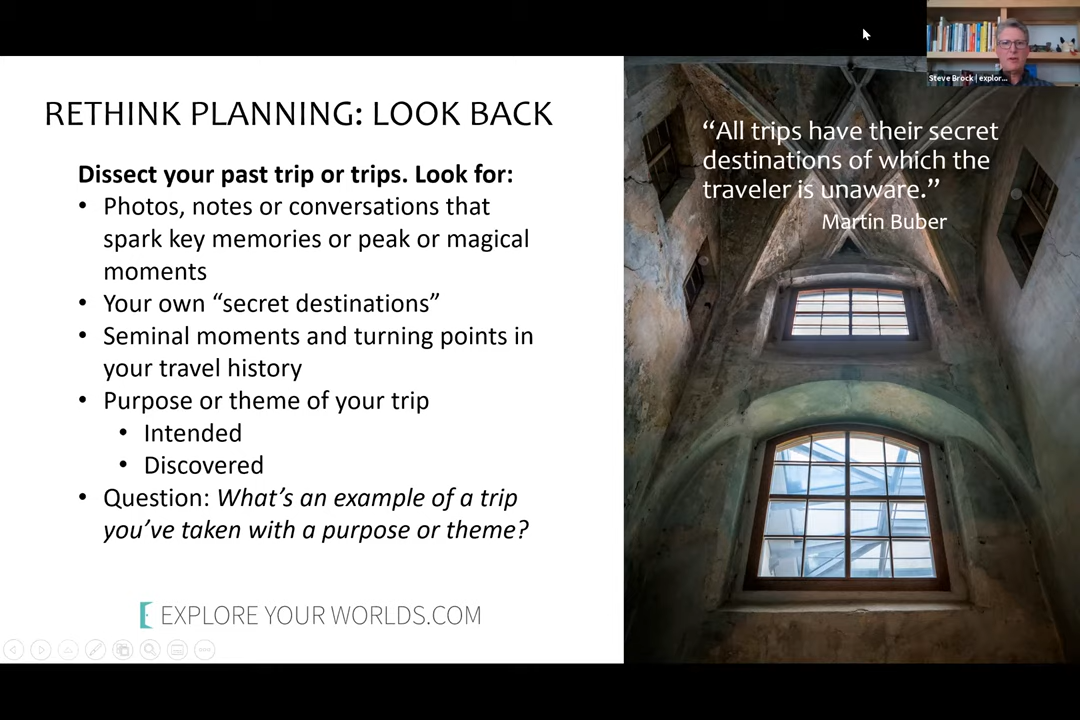 Steve Brock | explor...
RETHINK PLANNING: LOOK BACK
Dissect your past trip or trips. Look for:
• Photos, notes or conversations that
spark key memories or peak or magical
moments
• Your own “secret destinations”
• Seminal moments and turning points in
your travel history
• Purpose or theme of your trip
• Intended
• Discovered
• Question: What’s an example of a trip
you’ve taken with a purpose or theme?
EXPLORE YOUR WORLDS.COM
“All trips have their secret
destinations of which the
traveler is unaware.”
Martin Buber